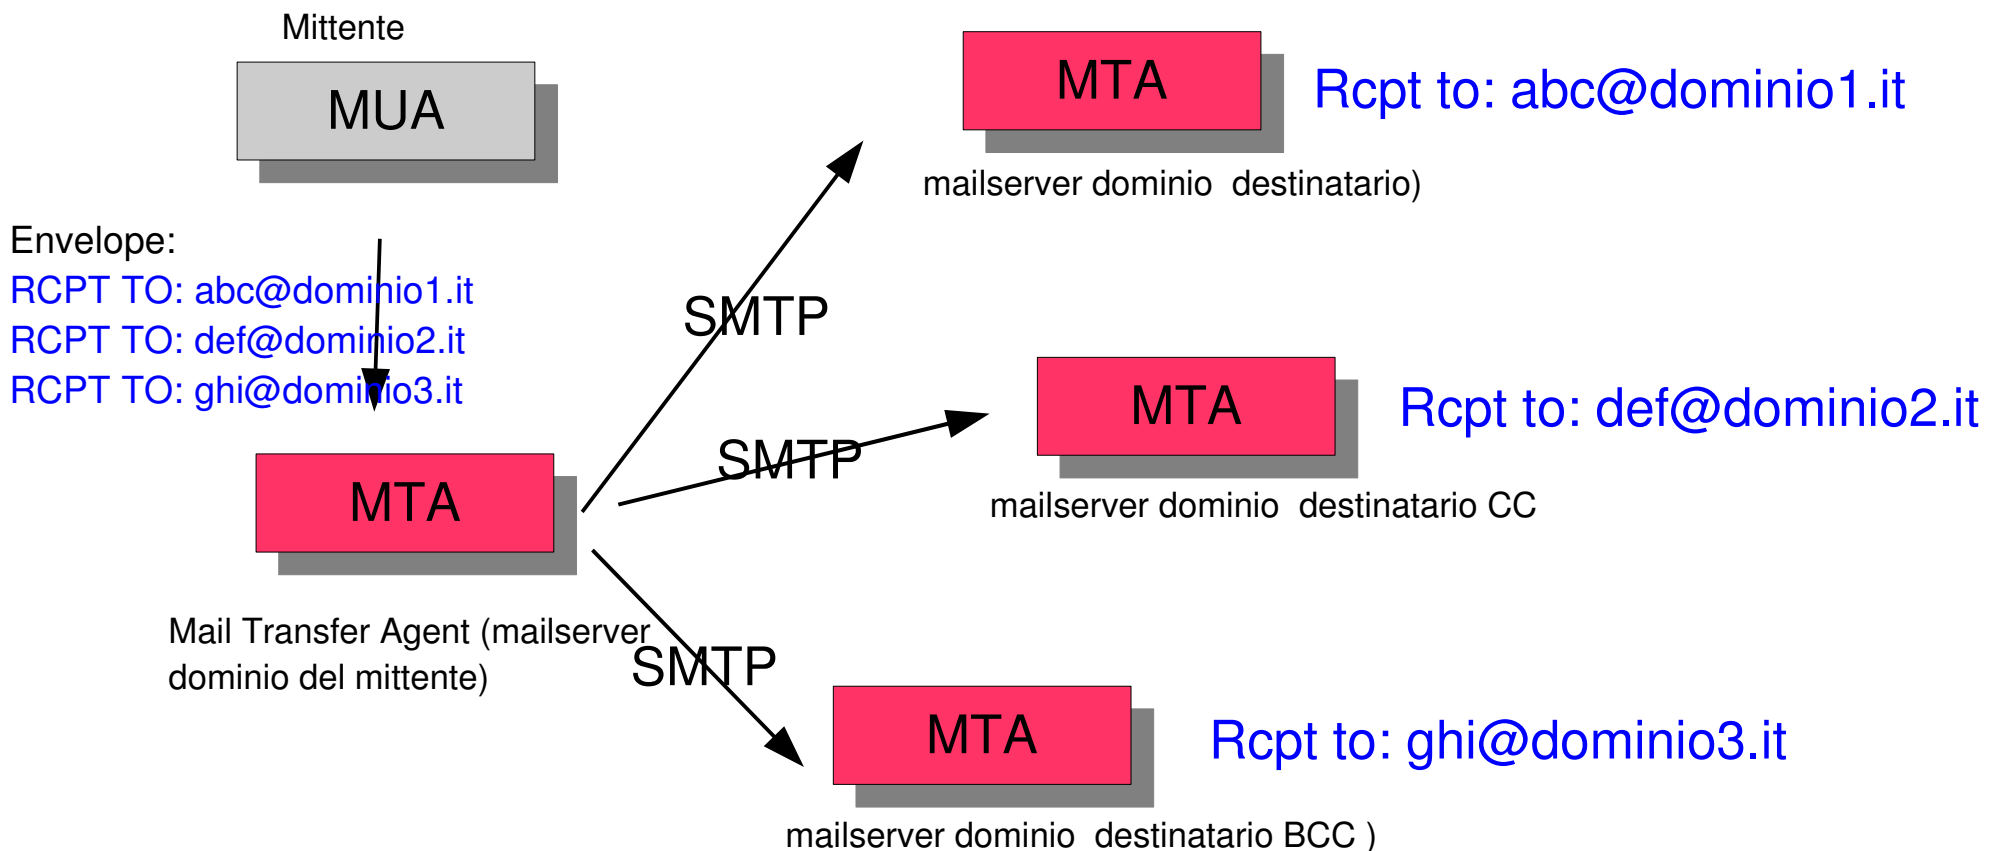 Mittente
MUA
Envelope:
RCPT TO: abc@dominio1.it
RCPT TO: def@dominio2.it
RCPT TO: ghi@dominio3.it
MTA
Mail Transfer Agent (mailserver
dominio del mittente)
SMTP
SMTP
SMTP
MTA
Rcpt to: abc@dominio1.it
mailserver dominio  destinatario)
MTA
Rcpt to: def@dominio2.it
mailserver dominio  destinatario CC
MTA
Rcpt to: ghi@dominio3.it
mailserver dominio  destinatario BCC )